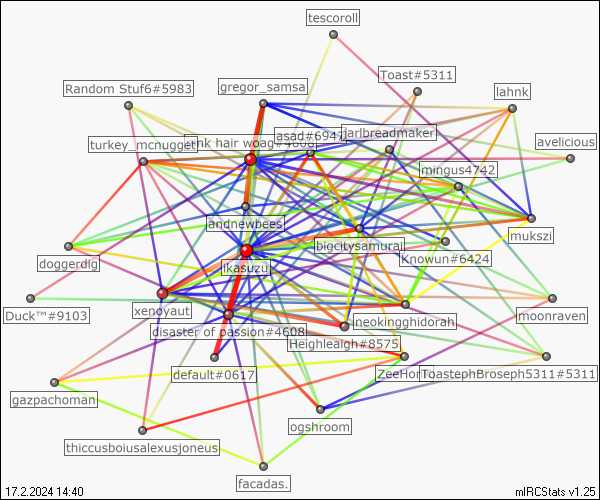 tescoroll
Toast#5311
Random Stuf6#5983
gregor_samsa
lahnk
asad#6947
jarlbreadmaker
turkey_mcnugget
nk hair woag#4008
avelicious
mingus4742
andnewbees
mukszi
bigcitysamurai
doggerdig
ikasuzu
Knowun#6424
Duck™#9103
xenoyaut
neokingghidorah
moonraven
disaster of passion#4608
Heighleaigh#8575
default#0617
ZeeHor
ToastephBroseph5311#5311
gazpachoman
ogshroom
thiccusboiusalexusjoneus
facadas.
17.2.2024 14:40
mIRCStats v1.25